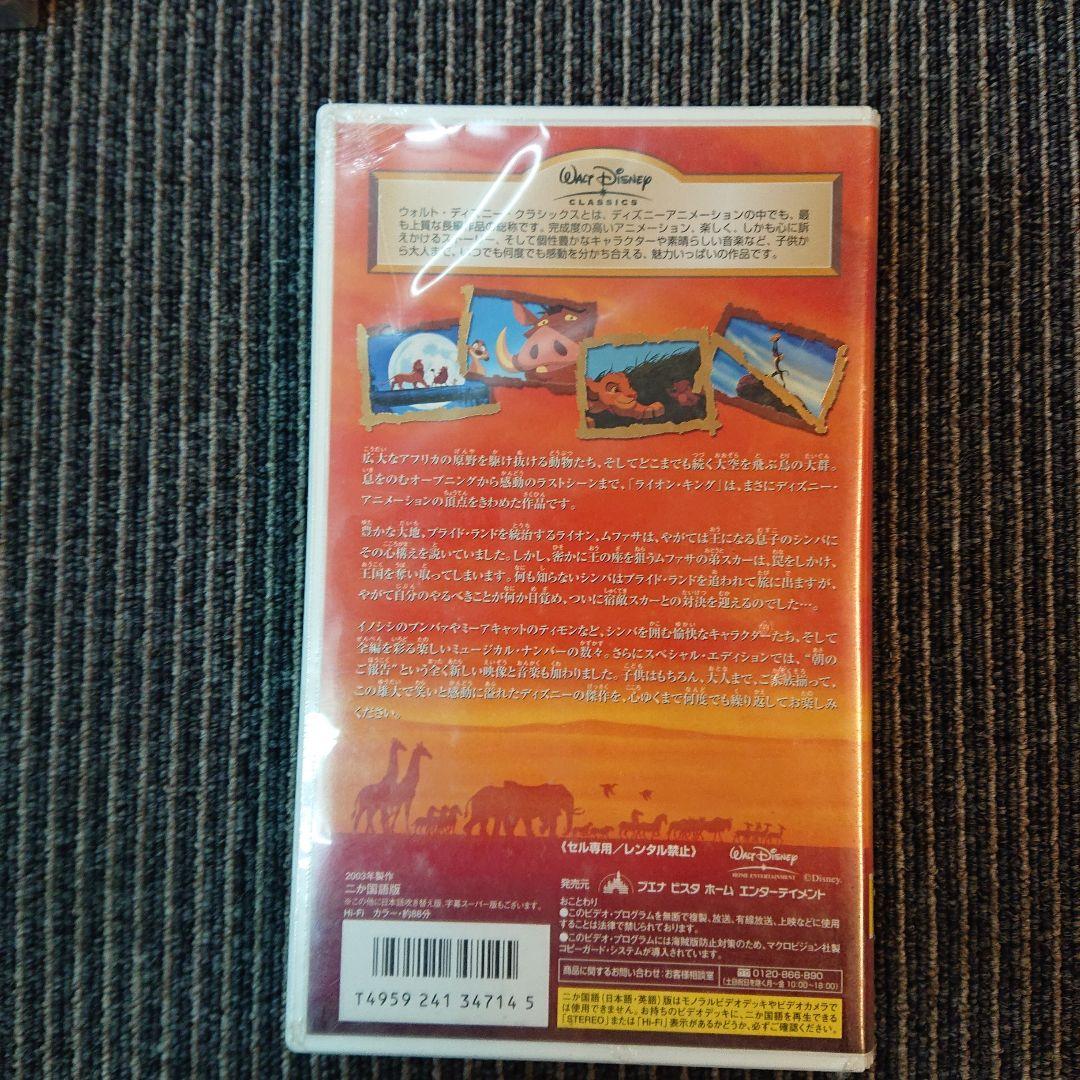 WALT DISNEY
CLASSICS
ウォルト・ディズニー・クラシックスとは、ディズニーアニメーションの中でも、最
も上質な長編作品の総称です。完成度の高いアニメーション、楽しく、しかも心に訴
えかけるストーリー、そして個性豊かなキャラクターや素晴らしい音楽など、子供か
ら大人まで、いつでも何度でも感動を分かち合える、魅力いっぱいの作品です。
広大なアフリカの原野を駆け抜ける動物たち、そしてどこまでも続く大空を飛ぶ鳥の大群。
息をのむオープニングから感動のラストシーンまで、「ライオン・キング」は、まさにディズニー・
アニメーションの頂点をきわめた作品です。
豊かな大地、プライド・ランドを統治するライオン、ムファサは、やがては王になる息子のシンバに
その心構えを説いていました。しかし、密かに王の座を狙うムファサの弟スカーは、罠をしかけ、
王国を奪い取ってしまいます。何も知らないシンバはプライド・ランドを追われて旅に出ますが、
やがて自分のやるべきことが何か目覚め、ついに宿敵スカーとの対決を迎えるのでした…。
イノシシのプンバァやミーアキャットのティモンなど、シンバを囲む愉快なキャラクターたち、そして
全編を彩る楽しいミュージカル・ナンバーの数々。さらにスペシャル・エディションでは、“朝の
ご報告”という全く新しい映像と音楽も加わりました。子供はもちろん、大人まで、ご家族揃って、
この雄大で笑いと感動に溢れたディズニーの傑作を、心ゆくまで何度でも繰り返してお楽しみ
ください。
《セル専用/レンタル禁止》
WALT DISNEY
HOME ENTERTAINMENT
©Disney.
2003年製作
二か国語版
※この他に日本語吹き替え版、字幕スーパー版もございます。
Hi-Fi カラー・約88分
発売元 ブエナ ビスタ ホーム エンターテイメント
おことわり
●このビデオ・プログラムを無断で複製、放送、有線放送、上映などに使用
することは法律で禁じられております。
●このビデオ・プログラムには海賊版防止対策のため、マクロビジョン社製
コピーガード・システムが導入されています。
商品に関するお問い合わせ:お客様相談室
0120-866-890
(土日祝日を除く月〜金 10:00〜18:00)
T4959 241 34714 5
二か国語(日本語・英語)版はモノラルビデオデッキやビデオカメラで
は使用できません。お持ちのビデオデッキに、二か国語を再生できる
「STEREO」または「Hi-Fi」表示があるかどうか、必ずご確認ください。